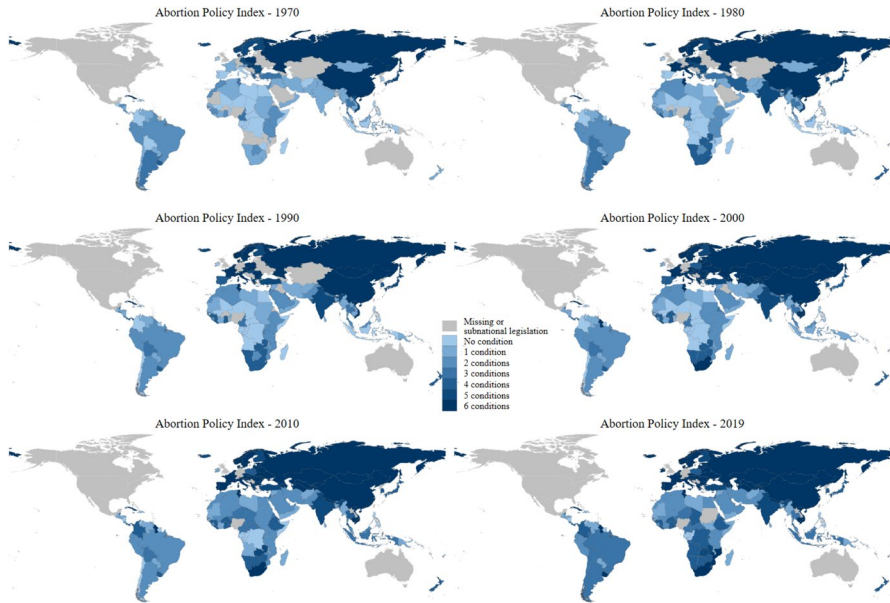 Abortion Policy Index - 1970
Abortion Policy Index - 1980
Abortion Policy Index - 1990
Abortion Policy Index - 2000
Missing or
subnational legislation
No condition
1 condition
2 conditions
3 conditions
4 conditions
5 conditions
6 conditions
Abortion Policy Index - 2010
Abortion Policy Index - 2019